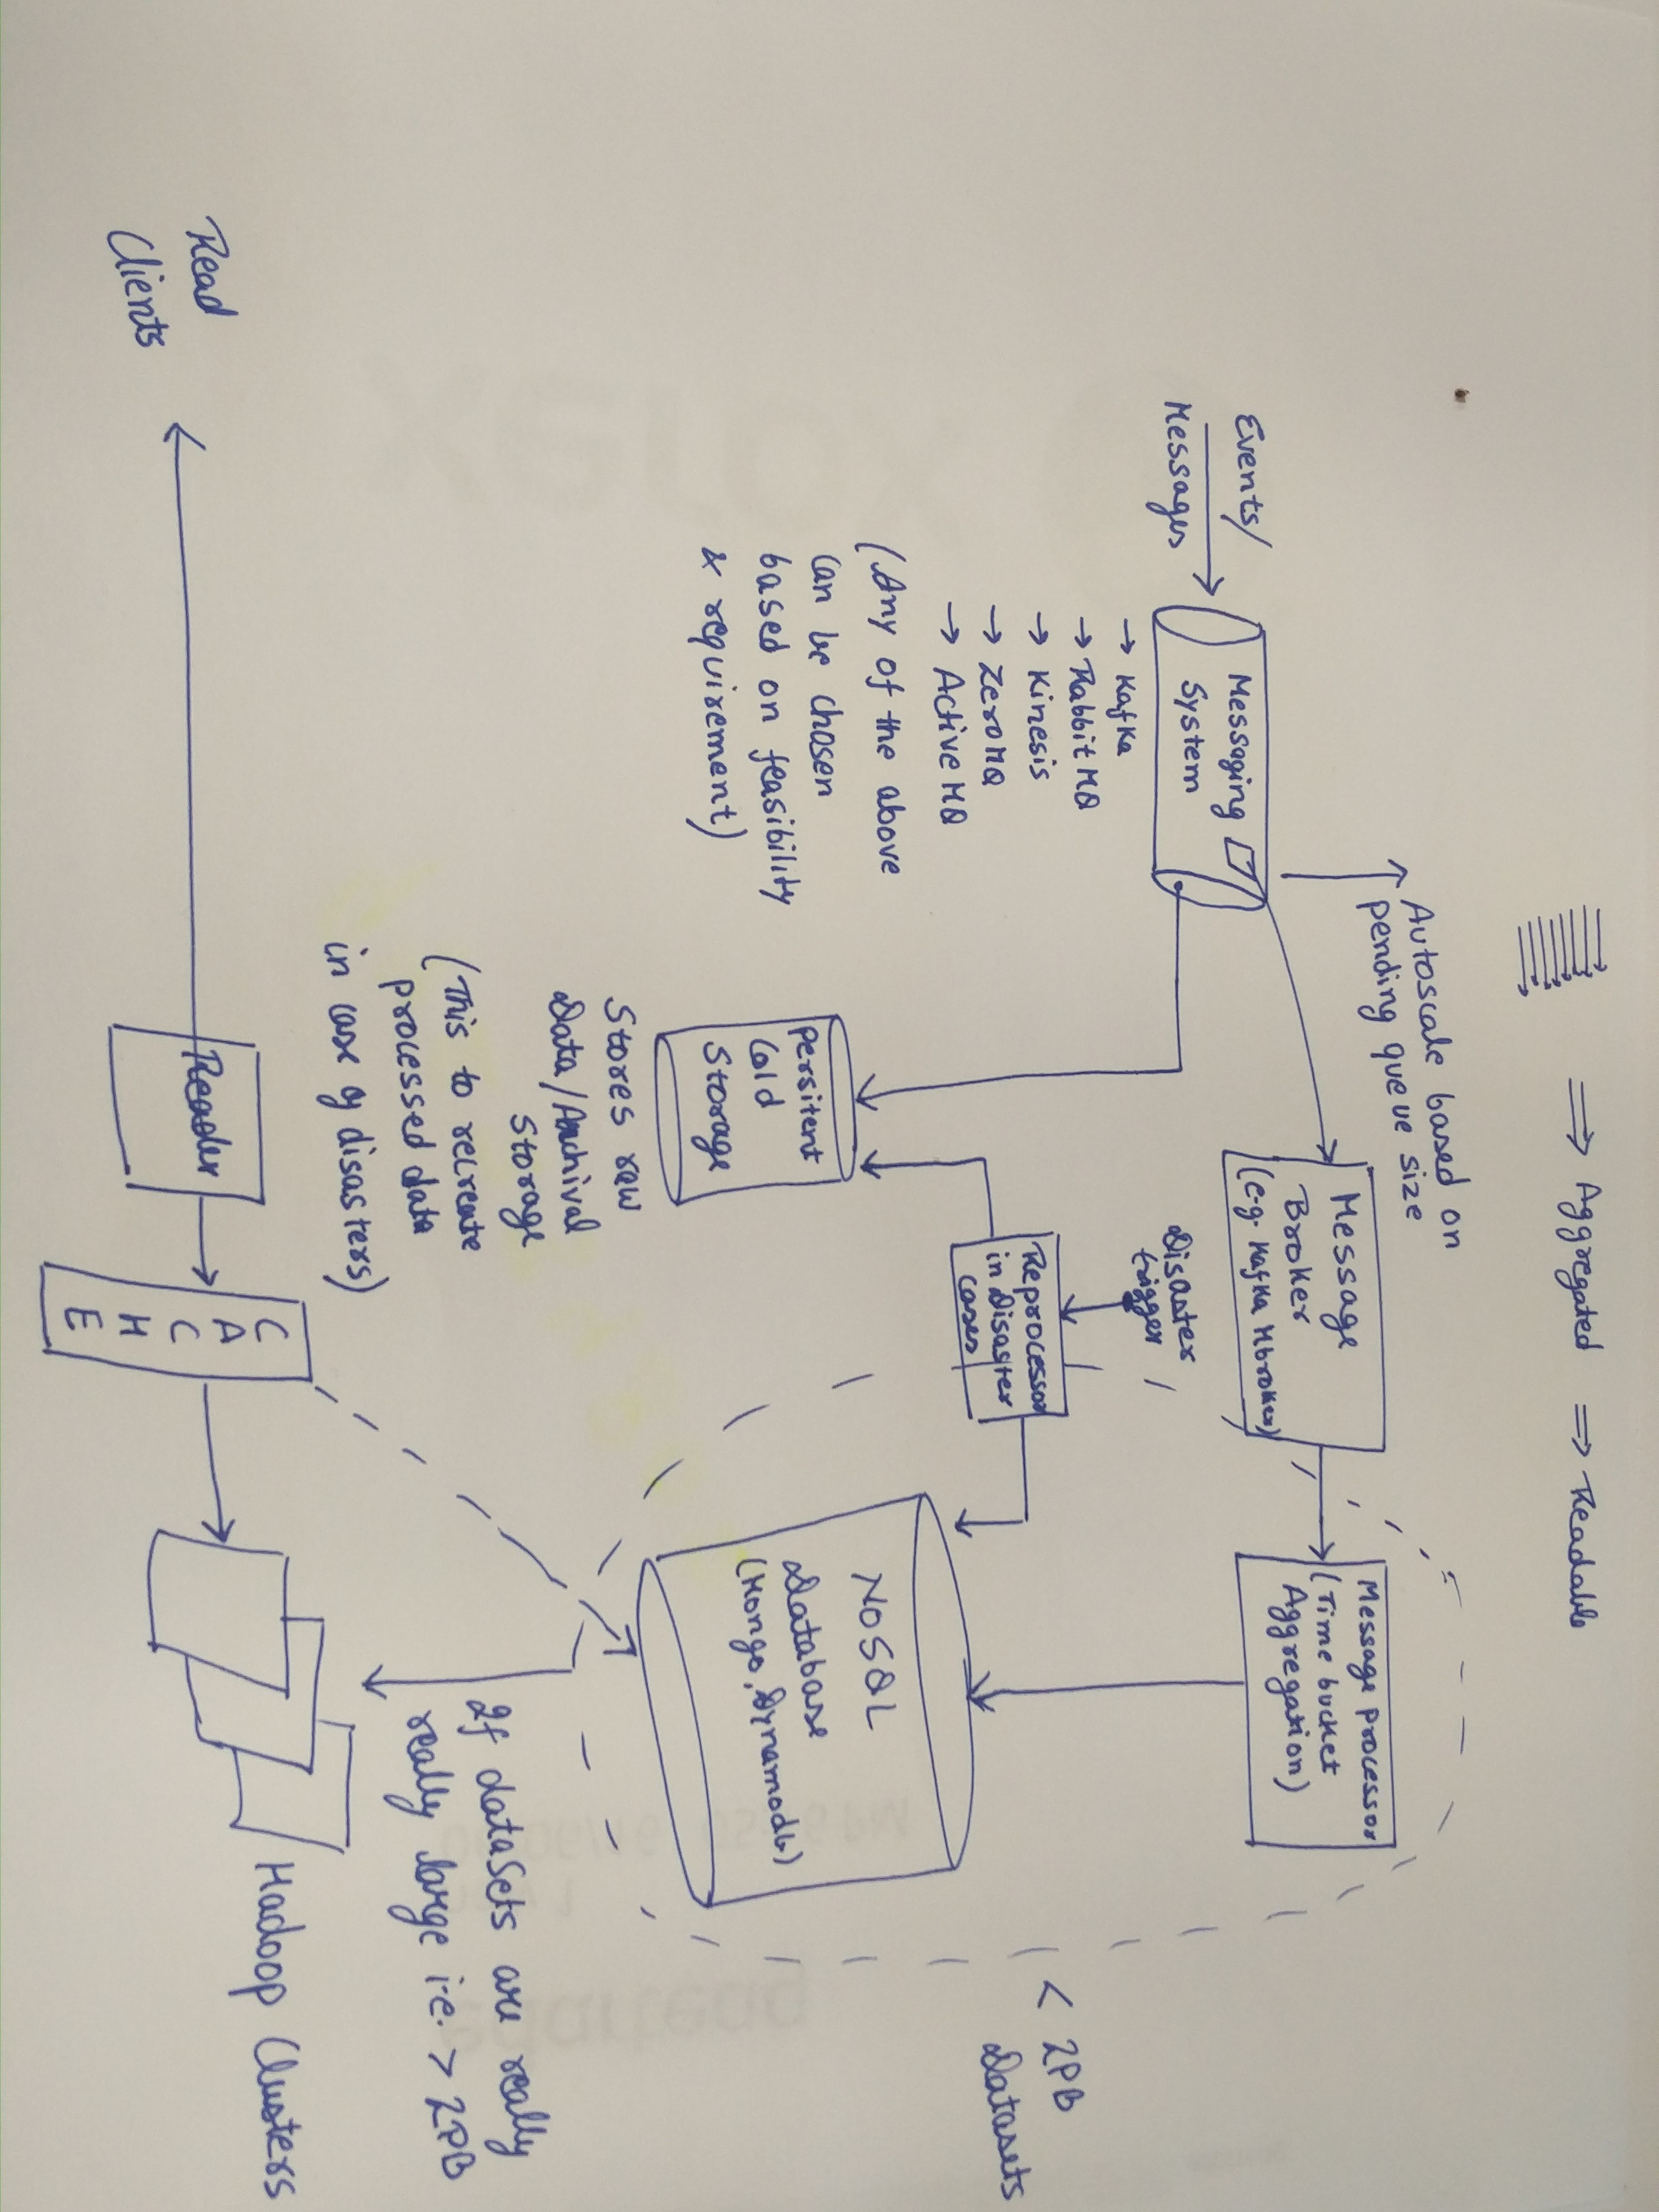 ⇒ Aggregated ⇒ Readable
Autoscale based on
pending queue size
Events/
Messages
Messaging
System
→ Kafka
→ RabbitMQ
→ Kinesis
→ ZeroMQ
→ ActiveMQ
(Any of the above
can be chosen
based on feasibility
& requirement)
Message
Broker
(e.g. Kafka Mbroker)
Message Processor
(Time bucket
Aggregation)
Disaster
trigger
Reprocessor
in Disaster
cases
Persitent
Cold
Storage
Stores raw
Data/Archival
Storage
(This to recreate
processed data
in case of disasters)
NoSQL
Database
(Mongo, Dynamodb)
< 2PB
Datasets
If datasets are really
really large i.e. > 2PB
Read
Clients
Reader
C
A
C
H
E
Hadoop Clusters